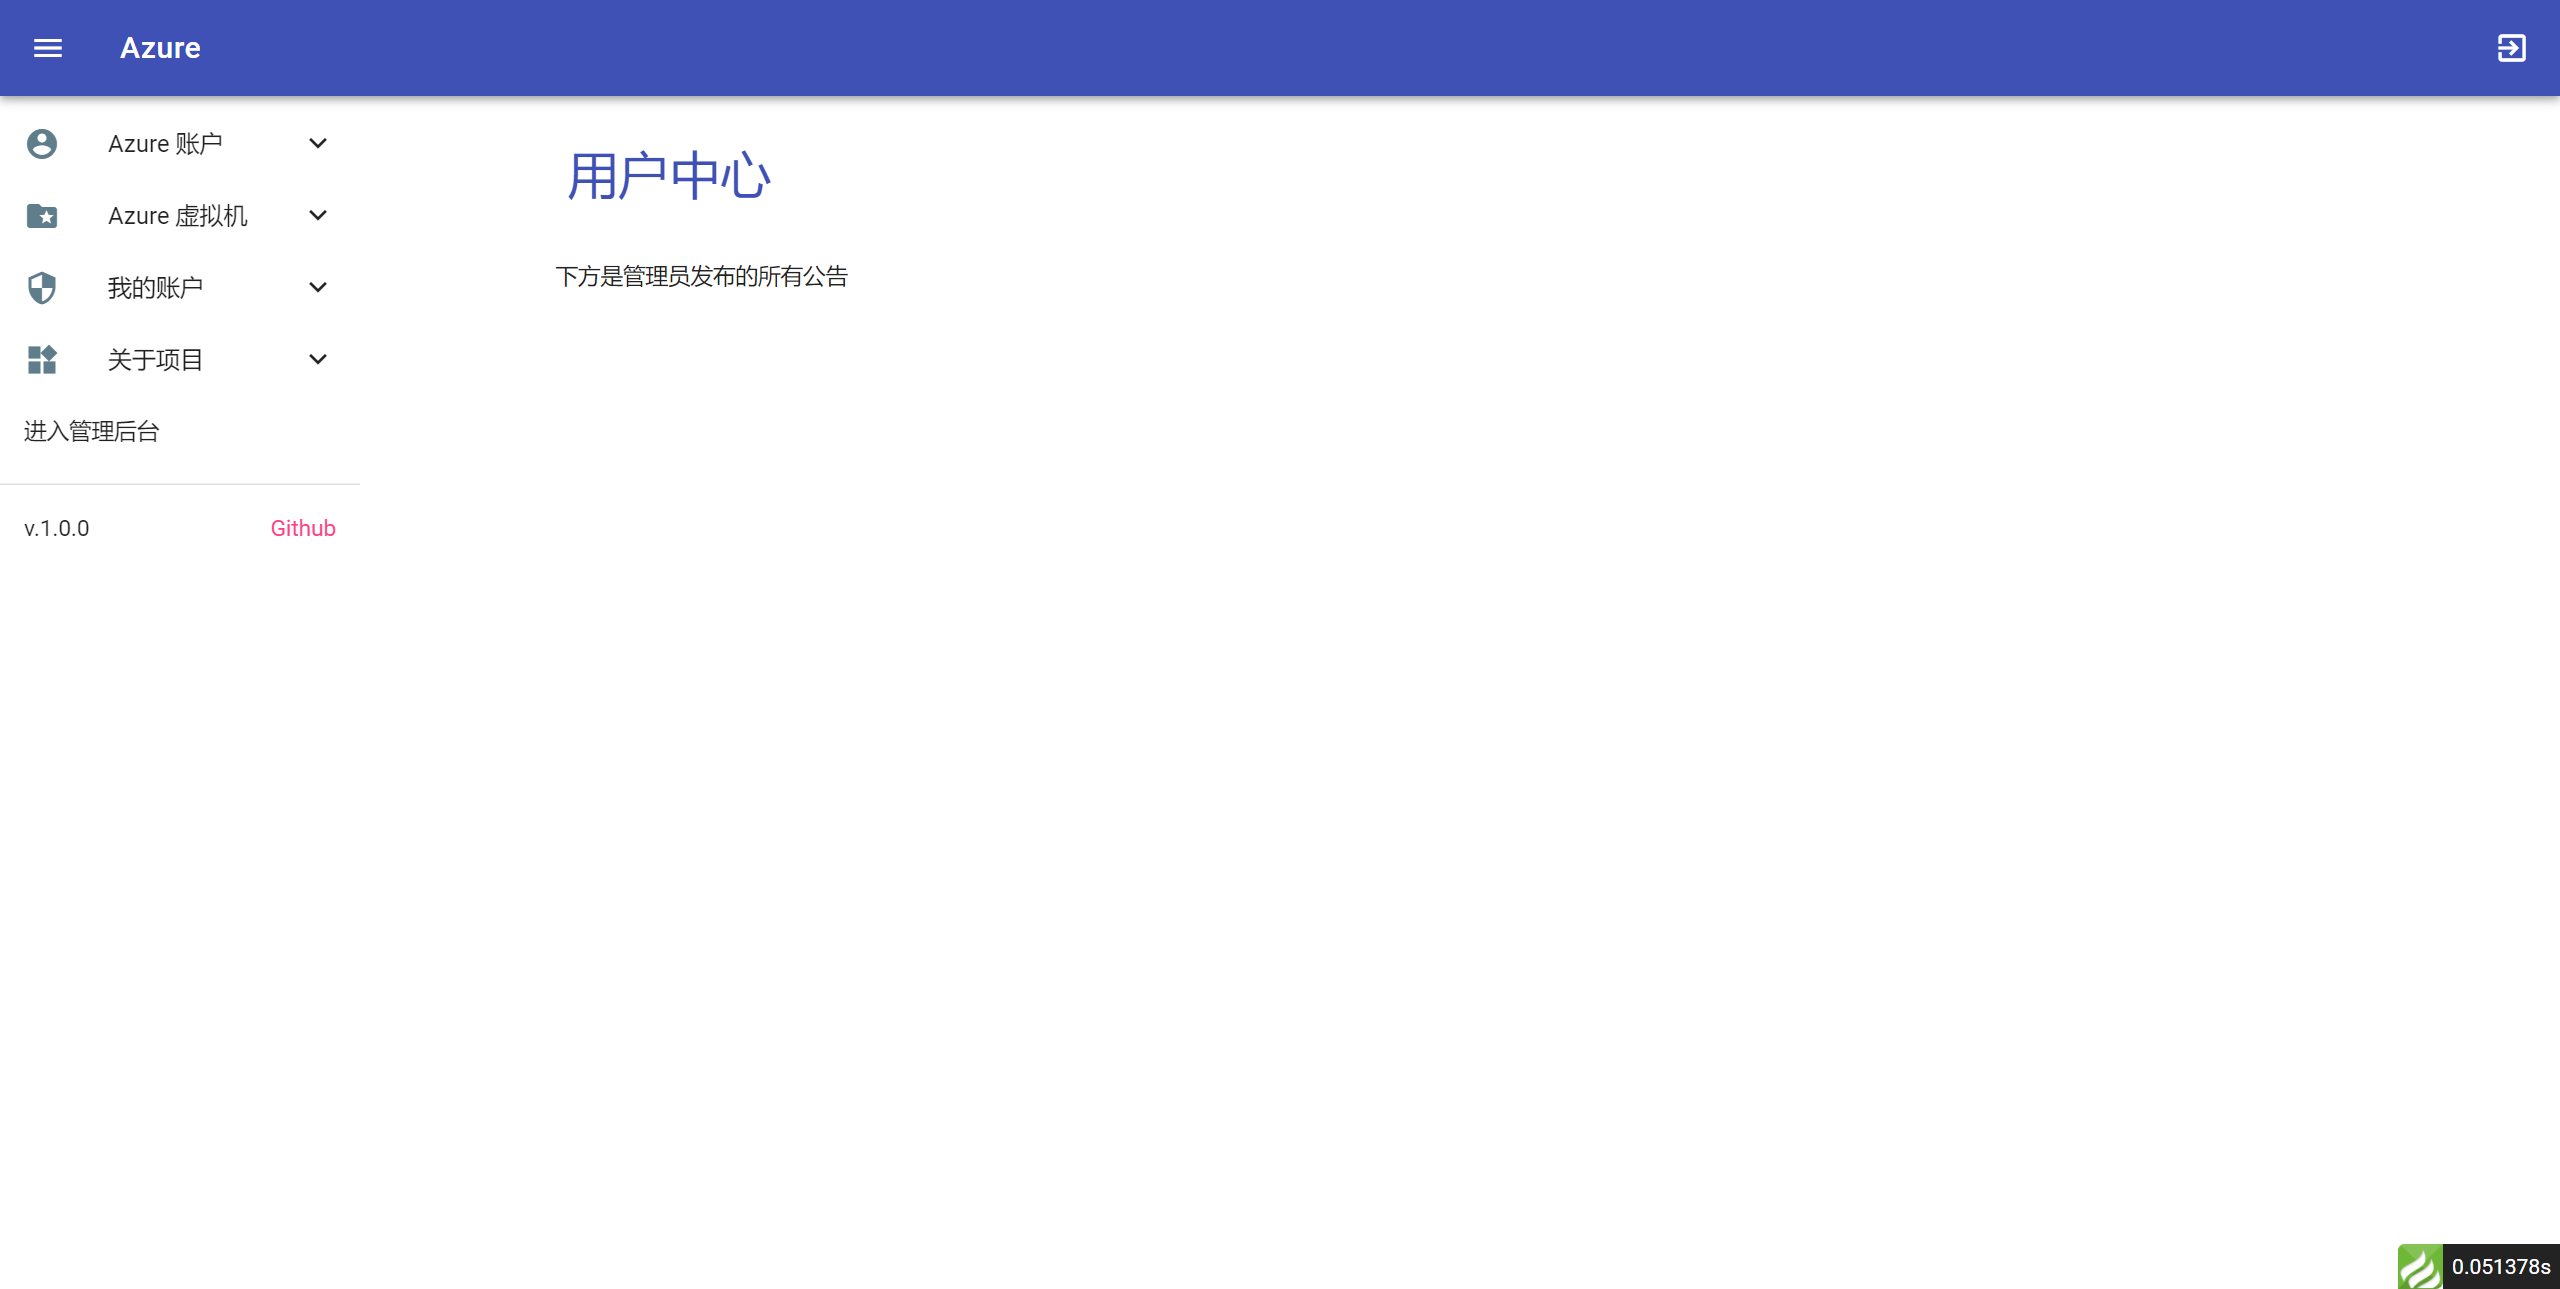 Azure
Azure 账户
Azure 虚拟机
我的账户
关于项目
进入管理后台
v.1.0.0 Github
用户中心
下方是管理员发布的所有公告
0.051378s